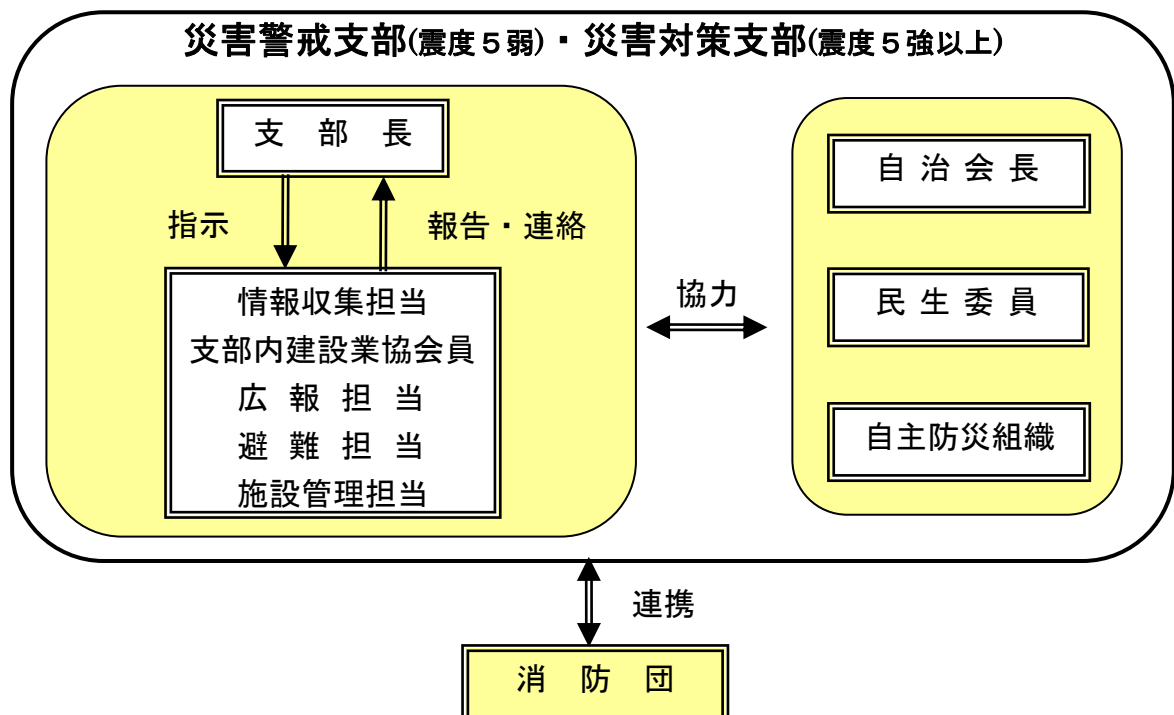 災害警戒支部(震度５弱)・災害対策支部(震度５強以上)
支　部　長
指示
報告・連絡
情報収集担当
支部内建設業協会員
広 報 担 当
避 難 担 当
施設管理担当
協力
自 治 会 長
民 生 委 員
自主防災組織
連携
消　防　団